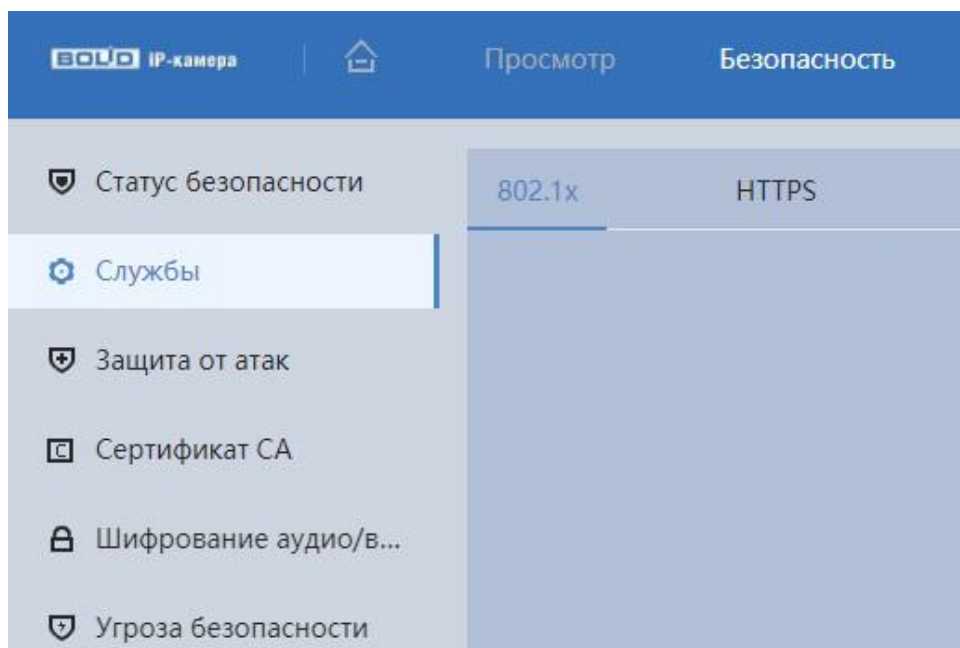 BOLID IP-камера Просмотр Безопасность
Статус безопасности
802.1x HTTPS
Службы
Защита от атак
Сертификат CA
Шифрование аудио/в...
Угроза безопасности